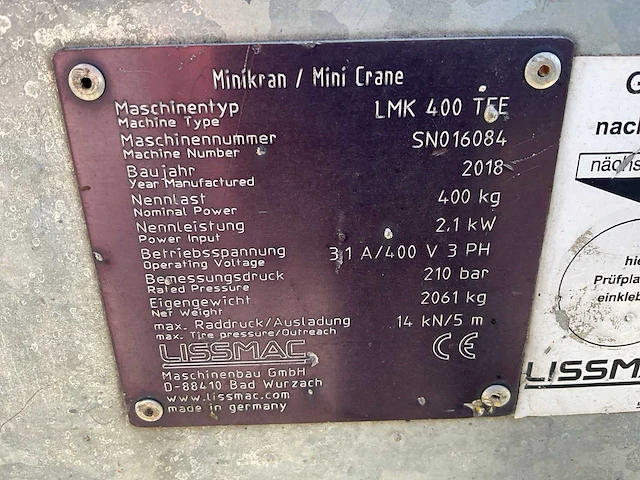 Minikran / Mini Crane
Maschinentyp LMK 400 TFE
Machine Type
Maschinennummer SN016084
Machine Number
Baujahr 2018
Year Manufactured
Nennlast 400 kg
Nominal Power
Nennleistung 2.1 kW
Power Input
Betriebsspannung 3,1 A/400 V 3 PH
Operating Voltage
Bemessungsdruck 210 bar
Rated Pressure
Eigengewicht 2061 kg
Net Weight
max. Raddruck/Ausladung 14 kN/5 m
max. Tire pressure/Outreach
LISSMAC CE
Maschinenbau GmbH
D-88410 Bad Wurzach
www.lissmac.com
made in germany
G
nach
nächs
hie
Prüfpla
einkleb
LISSMA